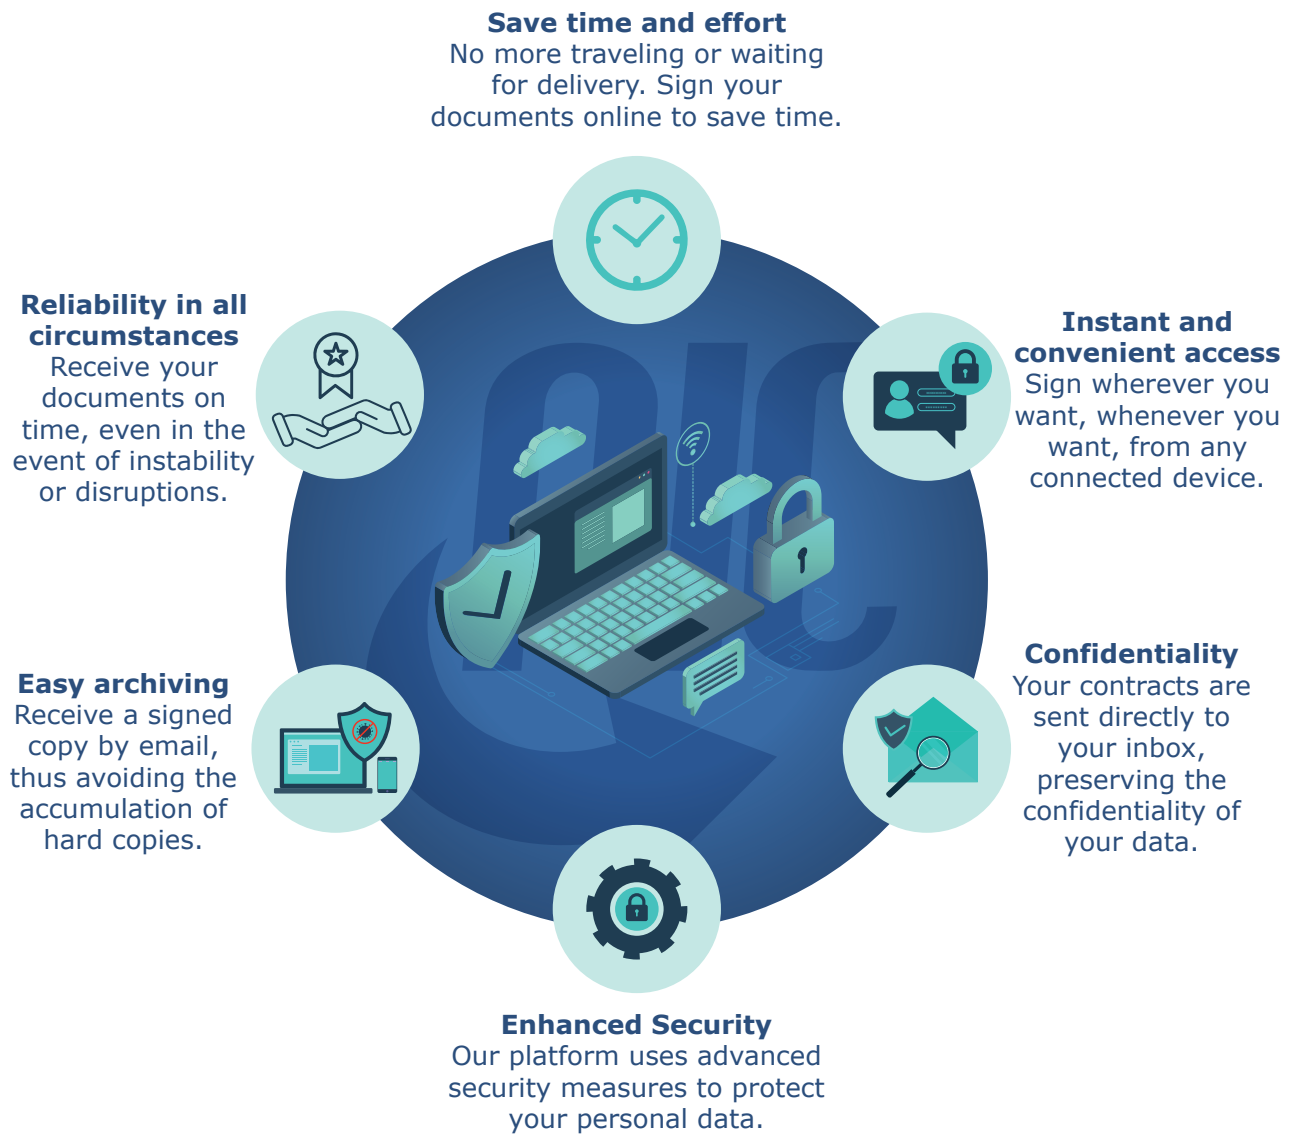 Save time and effort
No more traveling or waiting
for delivery. Sign your
documents online to save time.
Reliability in all
circumstances
Receive your
documents on
time, even in the
event of instability
or disruptions.
Instant and
convenient access
Sign wherever you
want, whenever you
want, from any
connected device.
Easy archiving
Receive a signed
copy by email,
thus avoiding the
accumulation of
hard copies.
Confidentiality
Your contracts are
sent directly to
your inbox,
preserving the
confidentiality of
your data.
Enhanced Security
Our platform uses advanced
security measures to protect
your personal data.